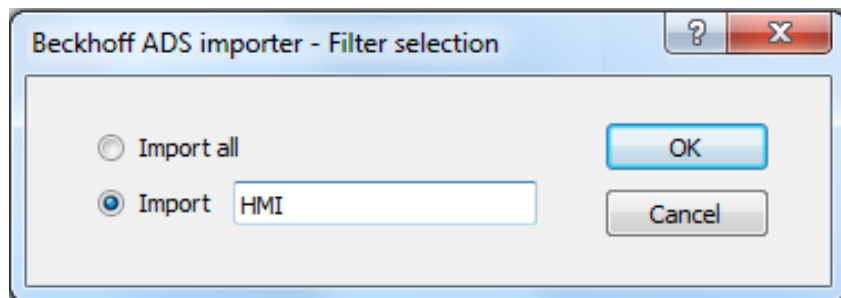 Beckhoff ADS importer - Filter selection
?
X
Import all
OK
Import HMI
Cancel